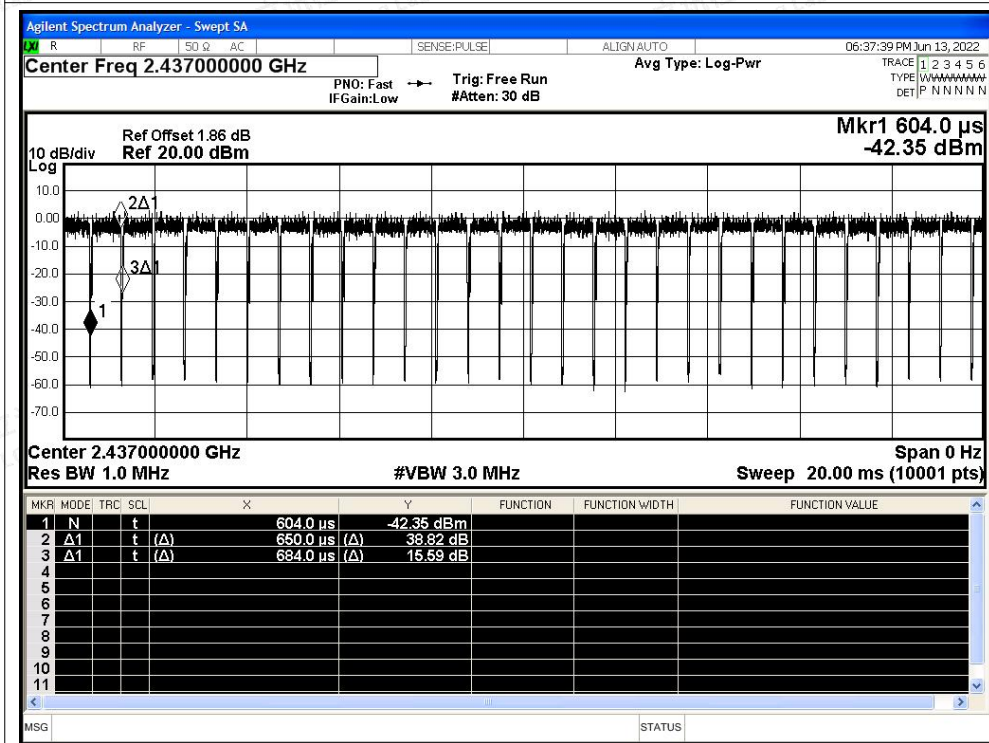 Agilent Spectrum Analyzer - Swept SA
LXI R RF 50 Ω AC SENSE:PULSE ALIGN AUTO 06:37:39 PM Jun 13, 2022
Center Freq 2.437000000 GHz Avg Type: Log-Pwr TRACE 1 2 3 4 5 6
PNO: Fast Trig: Free Run TYPE WWWWWW
IFGain:Low #Atten: 30 dB DET P N N N N N
Mkr1 604.0 µs
Ref Offset 1.86 dB
10 dB/div Ref 20.00 dBm -42.35 dBm
Log
10.0
2Δ1
0.00
-10.0
3Δ1
-20.0
-30.0
1
-40.0
-50.0
-60.0
-70.0
Center 2.437000000 GHz Span 0 Hz
Res BW 1.0 MHz #VBW 3.0 MHz Sweep 20.00 ms (10001 pts)
MKR MODE TRC SCL X Y FUNCTION FUNCTION WIDTH FUNCTION VALUE
1 N t 604.0 µs -42.35 dBm
2 Δ1 t (Δ) 650.0 µs (Δ) 38.82 dB
3 Δ1 t (Δ) 684.0 µs (Δ) 15.59 dB
4
5
6
7
8
9
10
11
MSG STATUS